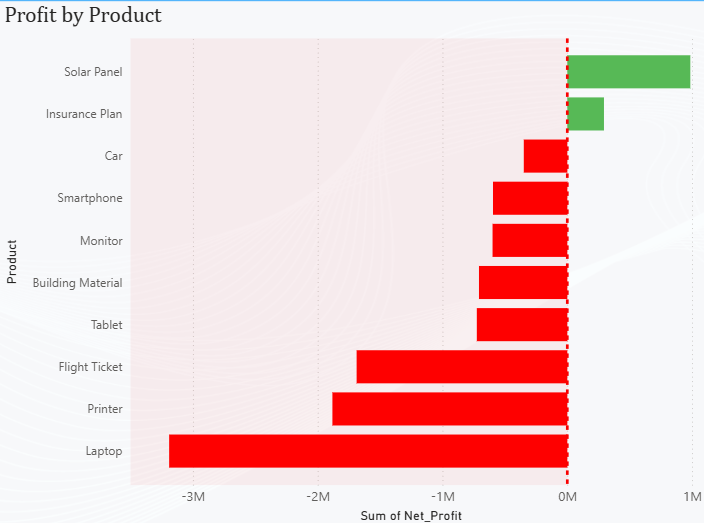 Profit by Product
Solar Panel
Insurance Plan
Car
Smartphone
Monitor
Building Material
Tablet
Flight Ticket
Printer
Laptop
Product
-3M
-2M
-1M
0M
1M
Sum of Net_Profit